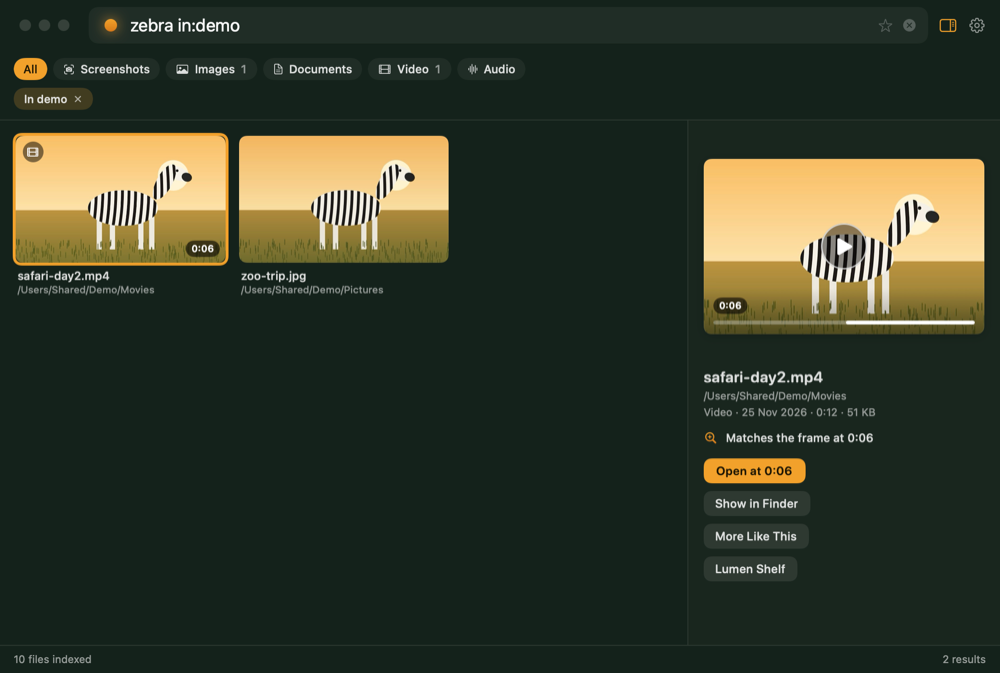 zebra in:demo
All
Screenshots
Images 1
Documents
Video 1
Audio
In demo ×
0:06
safari-day2.mp4
/Users/Shared/Demo/Movies
zoo-trip.jpg
/Users/Shared/Demo/Pictures
0:06
safari-day2.mp4
/Users/Shared/Demo/Movies
Video · 25 Nov 2026 · 0:12 · 51 KB
Matches the frame at 0:06
Open at 0:06
Show in Finder
More Like This
Lumen Shelf
10 files indexed
2 results